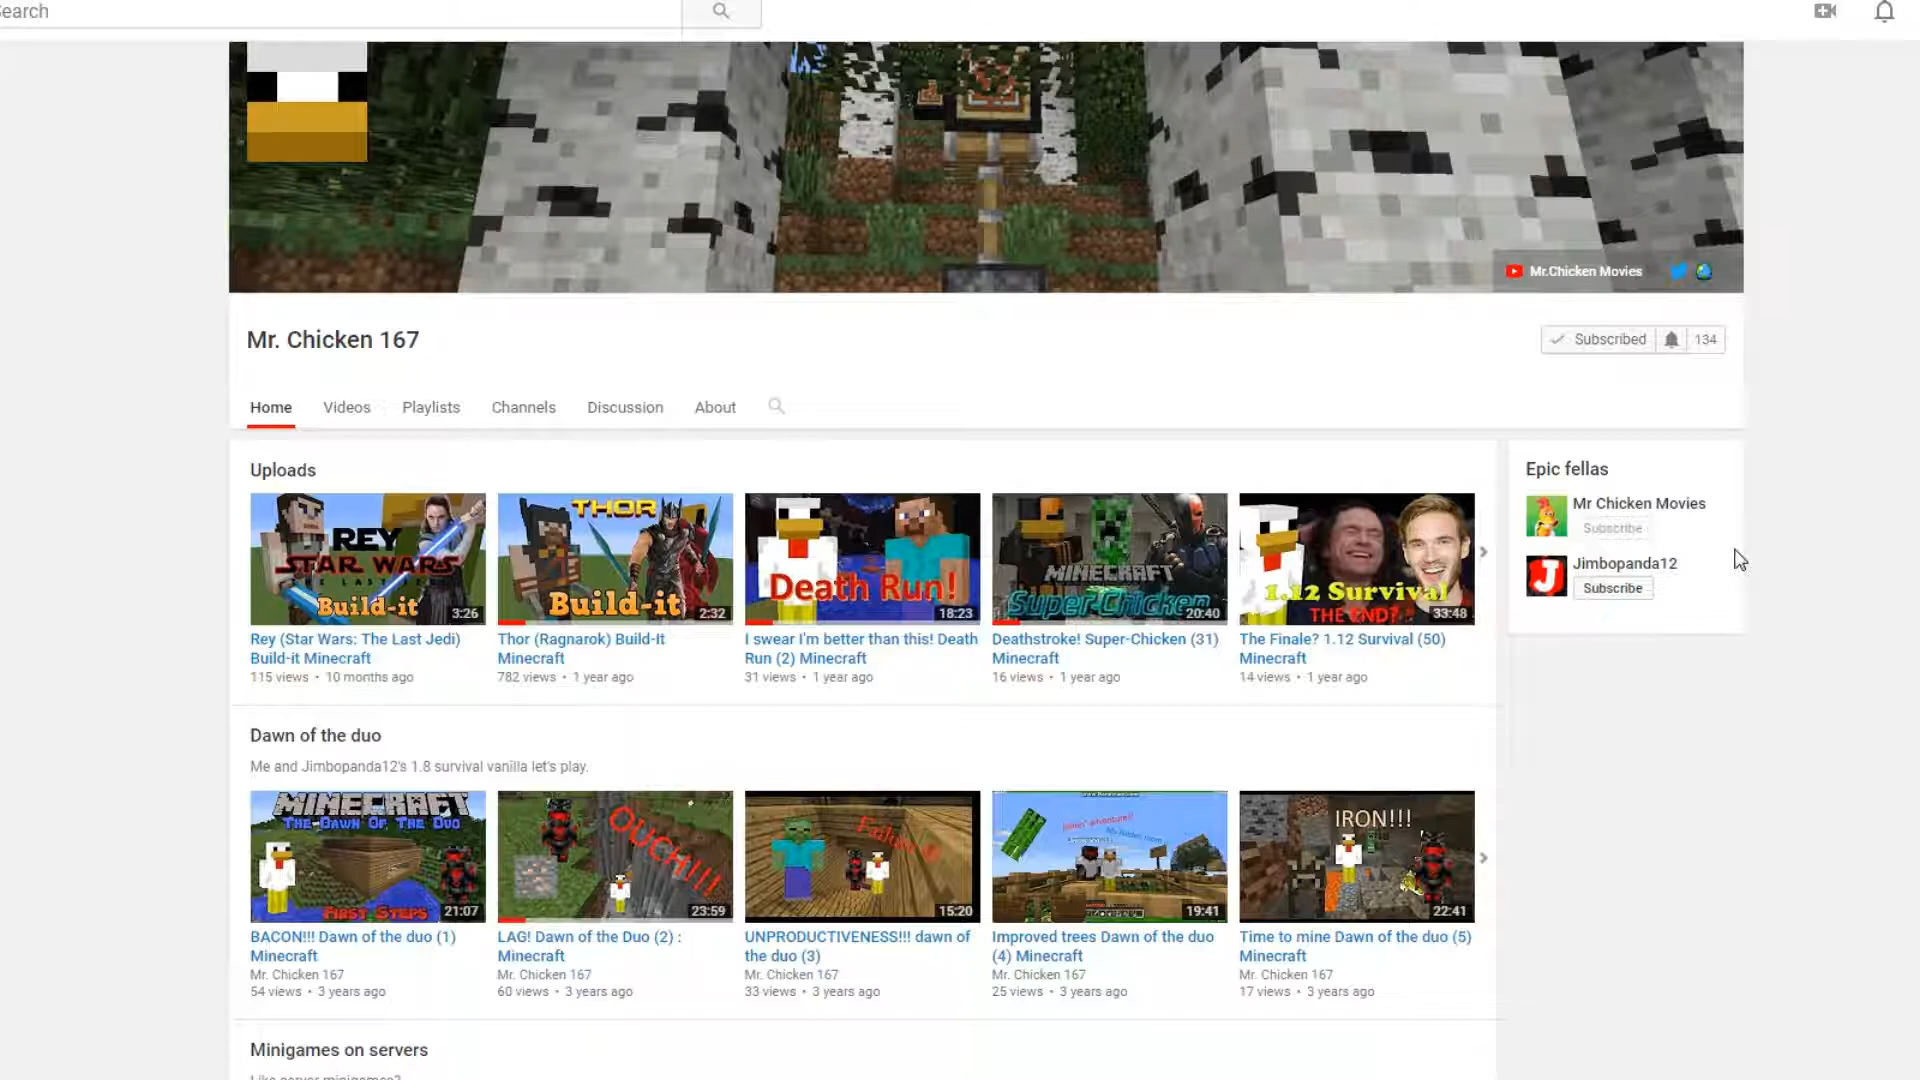 Search
Mr.Chicken Movies
Mr. Chicken 167
Subscribed 134
Home Videos Playlists Channels Discussion About
Uploads
Epic fellas
Mr Chicken Movies
Subscribe
Jimbopanda12
Subscribe
REY
STAR WARS
THE LAST JEDI
Build-it
3:26
Rey (Star Wars: The Last Jedi)
Build-it Minecraft
115 views • 10 months ago
THOR
Build-it
2:32
Thor (Ragnarok) Build-It
Minecraft
782 views • 1 year ago
Death Run!
18:23
I swear I'm better than this! Death
Run (2) Minecraft
31 views • 1 year ago
MINECRAFT
Super-Chicken
20:40
Deathstroke! Super-Chicken (31)
Minecraft
16 views • 1 year ago
1.12 Survival
THE END?
33:48
The Finale? 1.12 Survival (50)
Minecraft
14 views • 1 year ago
Dawn of the duo
Me and Jimbopanda12's 1.8 survival vanilla let's play.
MINECRAFT
THE DAWN OF THE DUO
FIRST STEPS
21:07
BACON!!! Dawn of the duo (1)
Minecraft
Mr. Chicken 167
54 views • 3 years ago
OUCH!!!
23:59
LAG! Dawn of the Duo (2) :
Minecraft
Mr. Chicken 167
60 views • 3 years ago
15:20
UNPRODUCTIVENESS!!! dawn of
the duo (3)
Mr. Chicken 167
33 views • 3 years ago
19:41
Improved trees Dawn of the duo
(4) Minecraft
Mr. Chicken 167
25 views • 3 years ago
IRON!!!
22:41
Time to mine Dawn of the duo (5)
Minecraft
Mr. Chicken 167
17 views • 3 years ago
Minigames on servers
Like server minigames?